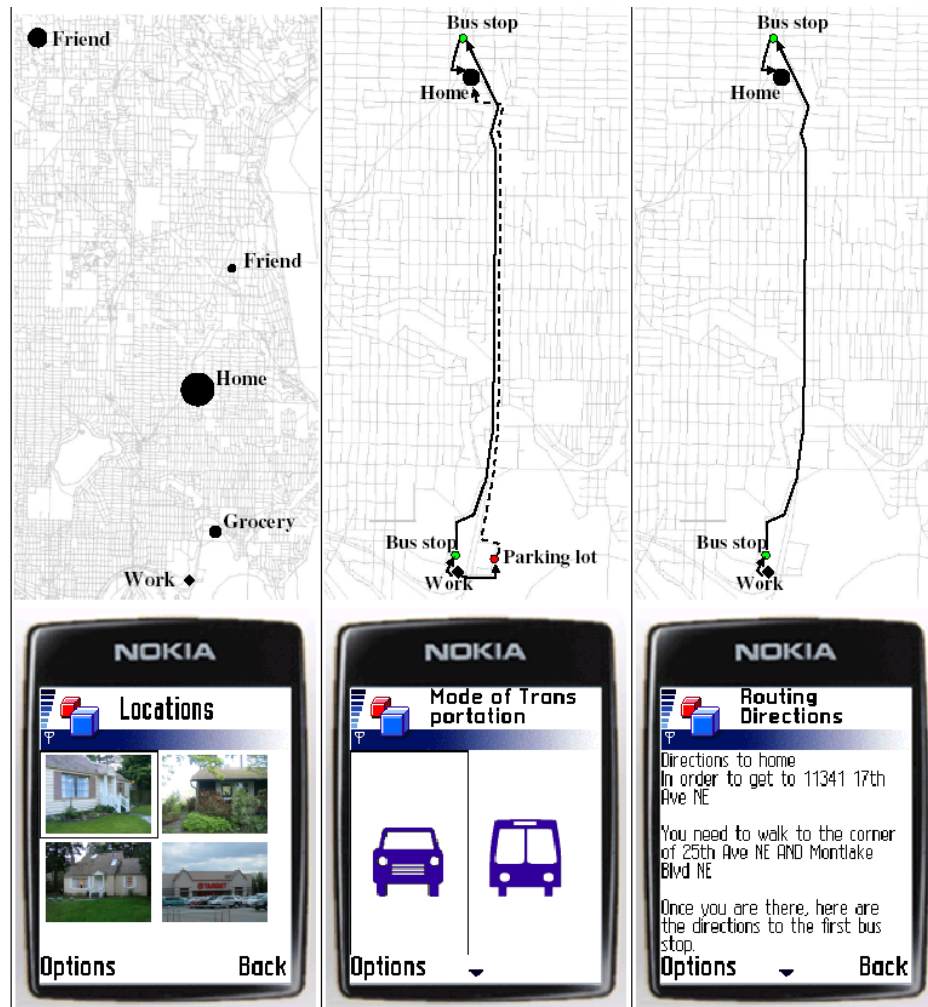 Friend
Friend
Home
Grocery
Work
Bus stop
Home
Bus stop
Parking lot
Work
Bus stop
Home
Bus stop
Work
NOKIA
Locations
TARGET
Options
Back
NOKIA
Mode of Trans
portation
Options
NOKIA
Routing
Directions
Directions to home
In order to get to 11341 17th
Ave NE
You need to walk to the corner
of 25th Ave NE AND Montlake
Blvd NE
Once you are there, here are
the directions to the first bus
stop.
Options
Back